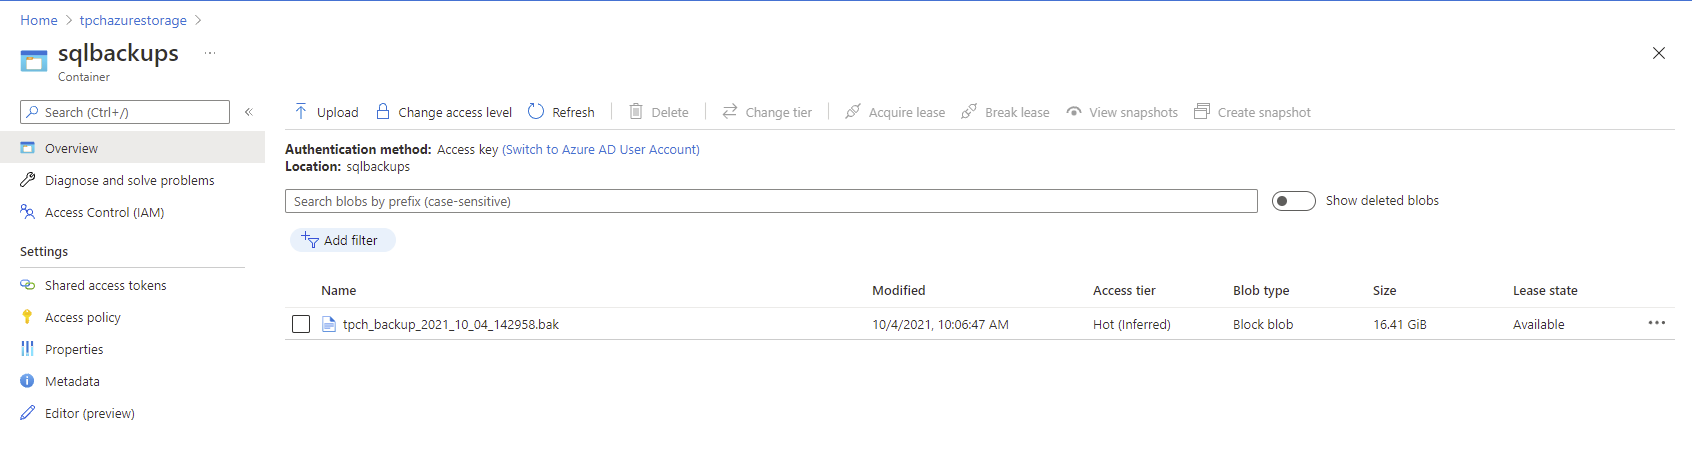 Home > tpchazurestorage >
sqlbackups ...
Container
Search (Ctrl+/) «
Overview
Diagnose and solve problems
Access Control (IAM)
Settings
Shared access tokens
Access policy
Properties
Metadata
Editor (preview)
Upload Change access level Refresh Delete Change tier Acquire lease Break lease View snapshots Create snapshot
Authentication method: Access key (Switch to Azure AD User Account)
Location: sqlbackups
Search blobs by prefix (case-sensitive) Show deleted blobs
Add filter
Name Modified Access tier Blob type Size Lease state
tpch_backup_2021_10_04_142958.bak 10/4/2021, 10:06:47 AM Hot (Inferred) Block blob 16.41 GiB Available ...